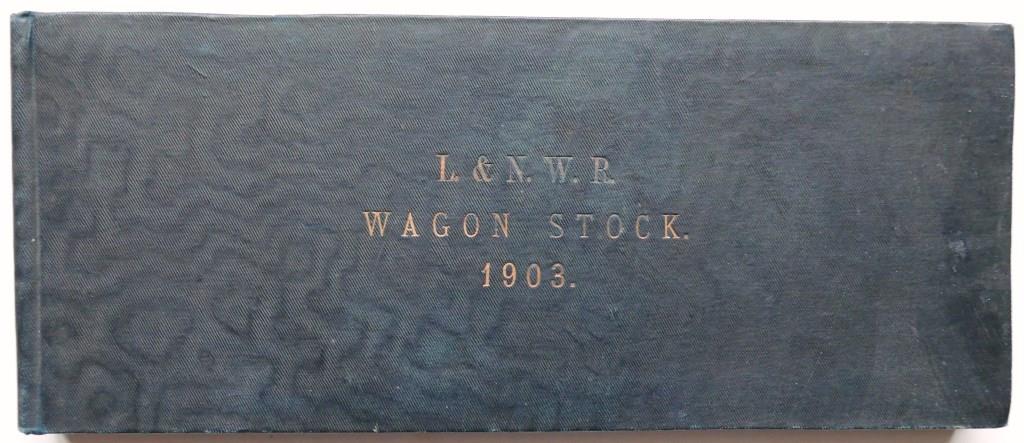 L. & N. W. R.
WAGON STOCK.
1903.